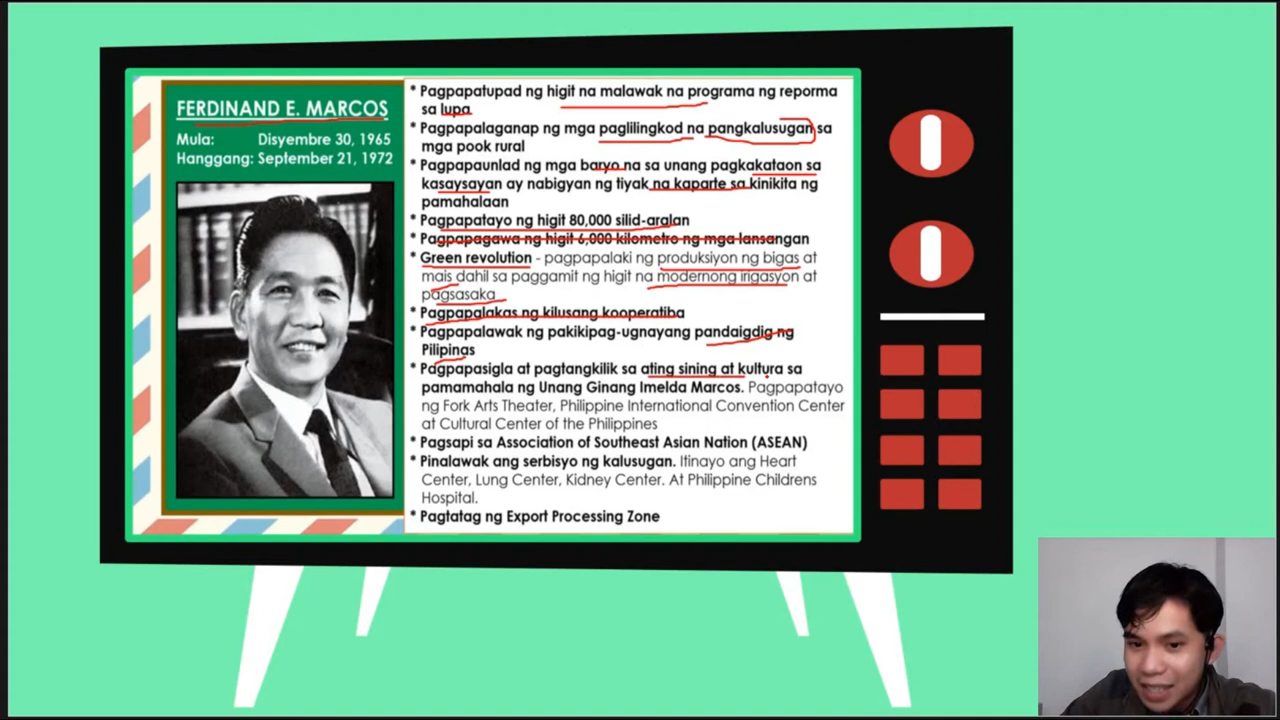 FERDINAND E. MARCOS
Mula: Disyembre 30, 1965
Hanggang: September 21, 1972
* Pagpapatupad ng higit na malawak na programa ng reporma
sa lupa
* Pagpapalaganap ng mga paglilingkod na pangkalusugan sa
mga pook rural
* Pagpapaunlad ng mga baryo na sa unang pagkakataon sa
kasaysayan ay nabigyan ng tiyak na kaparte sa kinikita ng
pamahalaan
* Pagpapatayo ng higit 80,000 silid-aralan
* Pagpapagawa ng higit 6,000 kilometro ng mga lansangan
* Green revolution - pagpapalaki ng produksiyon ng bigas at
mais dahil sa paggamit ng higit na modernong irigasyon at
pagsasaka
* Pagpapalakas ng kilusang kooperatiba
* Pagpapalawak ng pakikipag-ugnayang pandaigdig ng
Pilipinas
* Pagpapasigla at pagtangkilik sa ating sining at kultura sa
pamamahala ng Unang Ginang Imelda Marcos. Pagpapatayo
ng Fork Arts Theater, Philippine International Convention Center
at Cultural Center of the Philippines
* Pagsapi sa Association of Southeast Asian Nation (ASEAN)
* Pinalawak ang serbisyo ng kalusugan. Itinayo ang Heart
Center, Lung Center, Kidney Center. At Philippine Childrens
Hospital.
* Pagtatag ng Export Processing Zone